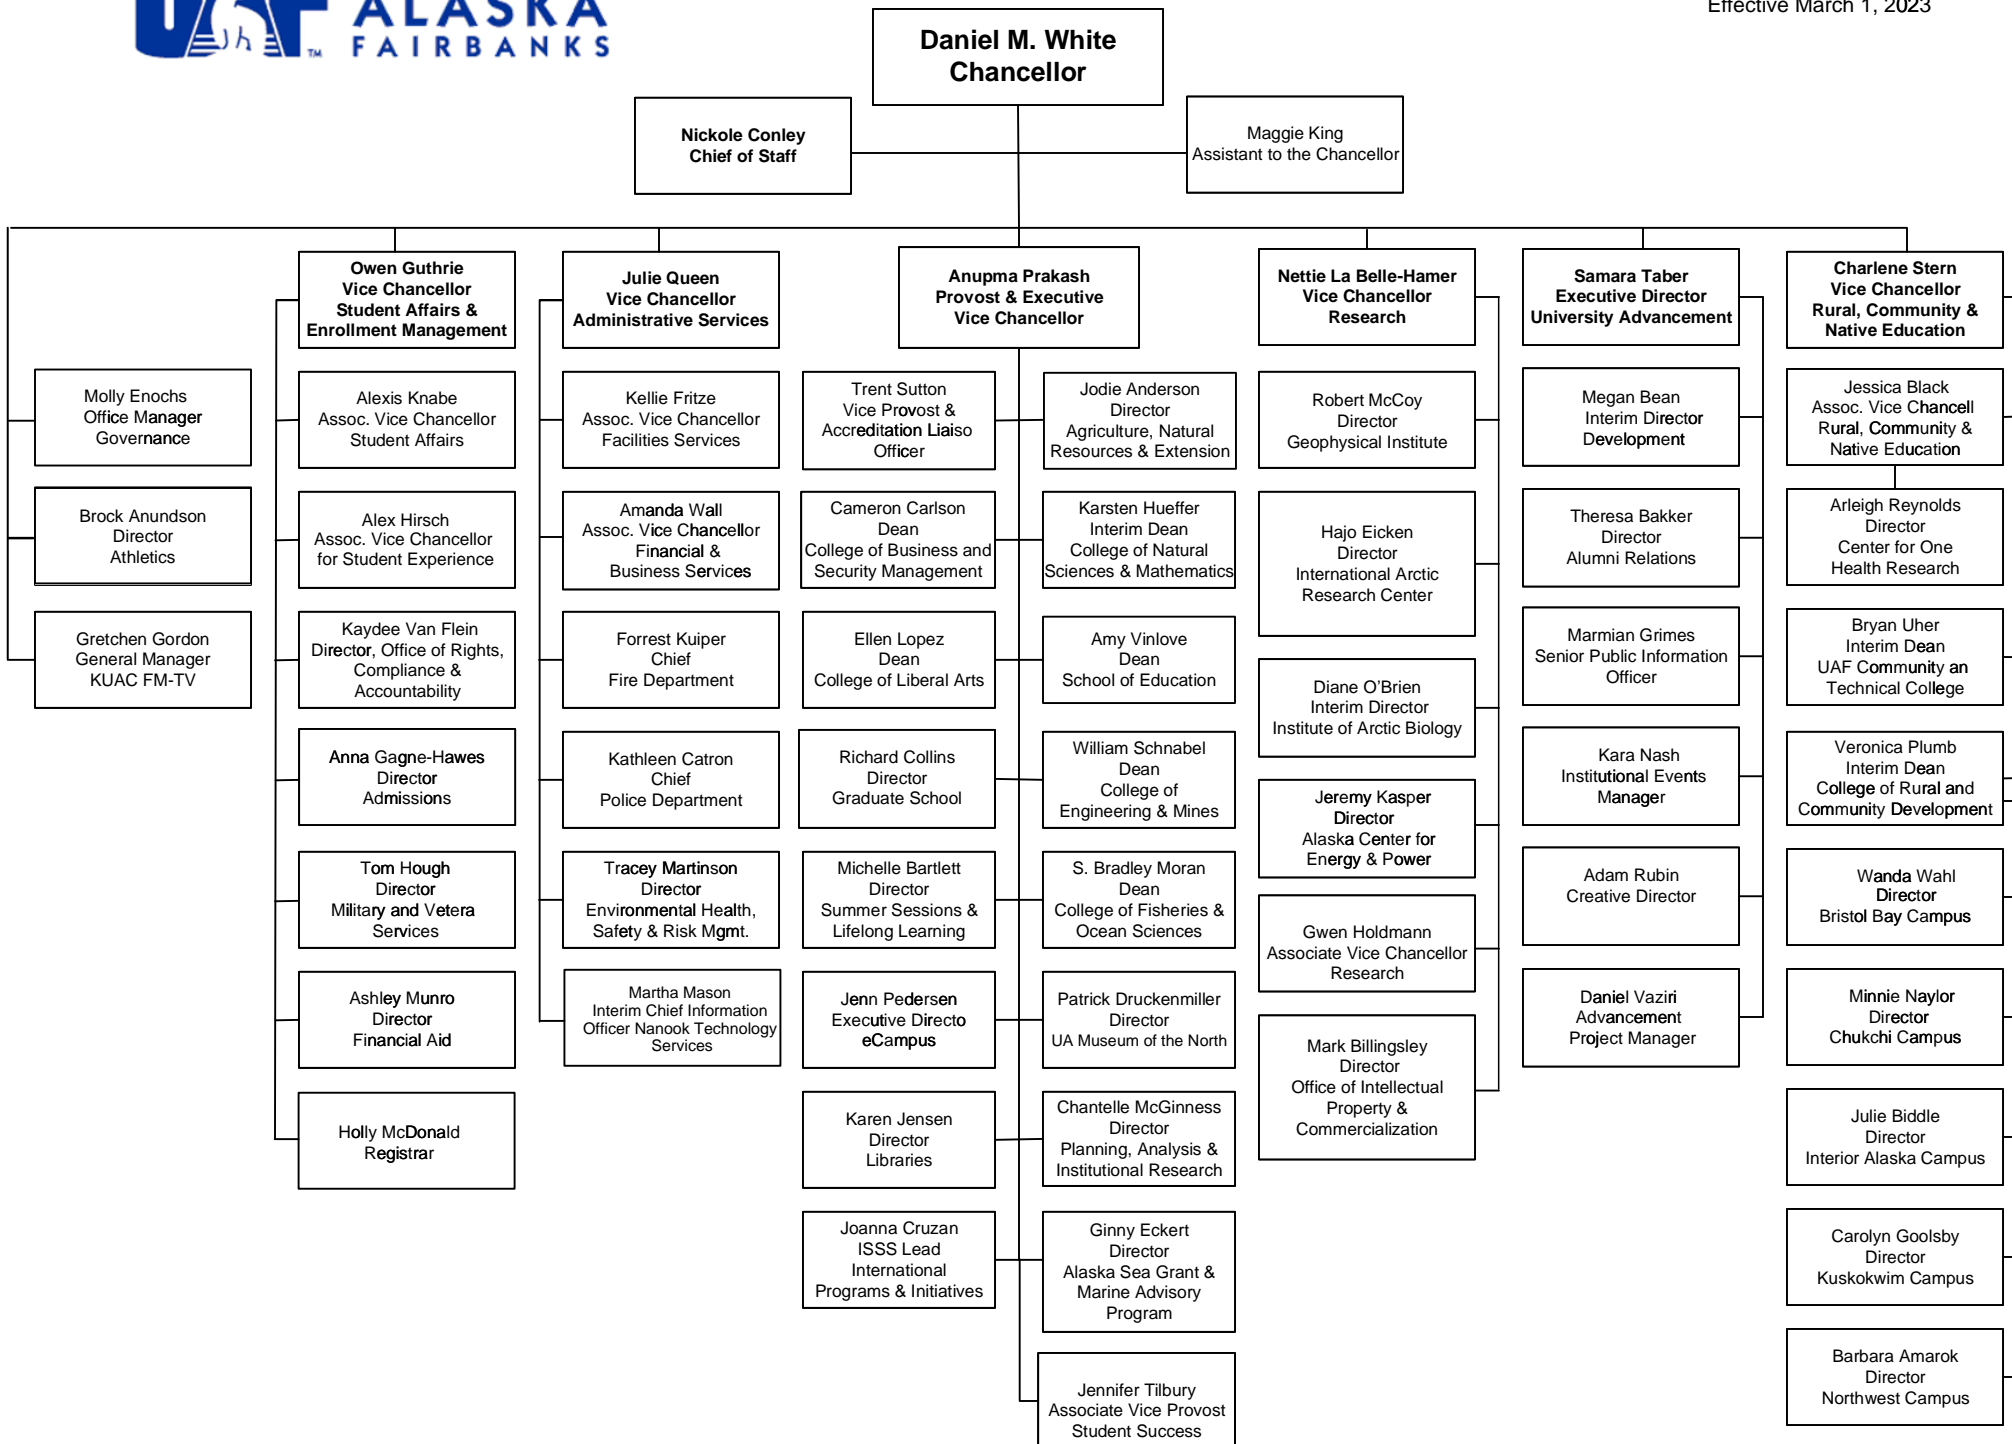 ALASKA
FAIRBANKS
TM
Effective March 1, 2023
Daniel M. White
Chancellor
Nickole Conley
Chief of Staff
Maggie King
Assistant to the Chancellor
Owen Guthrie
Vice Chancellor
Student Affairs &
Enrollment Management
Julie Queen
Vice Chancellor
Administrative Services
Anupma Prakash
Provost & Executive
Vice Chancellor
Nettie La Belle-Hamer
Vice Chancellor
Research
Samara Taber
Executive Director
University Advancement
Charlene Stern
Vice Chancellor
Rural, Community &
Native Education
Molly Enochs
Office Manager
Governance
Brock Anundson
Director
Athletics
Gretchen Gordon
General Manager
KUAC FM-TV
Alexis Knabe
Assoc. Vice Chancellor
Student Affairs
Alex Hirsch
Assoc. Vice Chancellor
for Student Experience
Kaydee Van Flein
Director, Office of Rights,
Compliance &
Accountability
Anna Gagne-Hawes
Director
Admissions
Tom Hough
Director
Military and Vetera
Services
Ashley Munro
Director
Financial Aid
Holly McDonald
Registrar
Kellie Fritze
Assoc. Vice Chancellor
Facilities Services
Amanda Wall
Assoc. Vice Chancellor
Financial &
Business Services
Forrest Kuiper
Chief
Fire Department
Kathleen Catron
Chief
Police Department
Tracey Martinson
Director
Environmental Health,
Safety & Risk Mgmt.
Martha Mason
Interim Chief Information
Officer Nanook Technology
Services
Trent Sutton
Vice Provost &
Accreditation Liaiso
Officer
Cameron Carlson
Dean
College of Business and
Security Management
Ellen Lopez
Dean
College of Liberal Arts
Richard Collins
Director
Graduate School
Michelle Bartlett
Director
Summer Sessions &
Lifelong Learning
Jenn Pedersen
Executive Directo
eCampus
Karen Jensen
Director
Libraries
Joanna Cruzan
ISSS Lead
International
Programs & Initiatives
Jodie Anderson
Director
Agriculture, Natural
Resources & Extension
Karsten Hueffer
Interim Dean
College of Natural
Sciences & Mathematics
Amy Vinlove
Dean
School of Education
William Schnabel
Dean
College of
Engineering & Mines
S. Bradley Moran
Dean
College of Fisheries &
Ocean Sciences
Patrick Druckenmiller
Director
UA Museum of the North
Chantelle McGinness
Director
Planning, Analysis &
Institutional Research
Ginny Eckert
Director
Alaska Sea Grant &
Marine Advisory
Program
Jennifer Tilbury
Associate Vice Provost
Student Success
Robert McCoy
Director
Geophysical Institute
Hajo Eicken
Director
International Arctic
Research Center
Diane O’Brien
Interim Director
Institute of Arctic Biology
Jeremy Kasper
Director
Alaska Center for
Energy & Power
Gwen Holdmann
Associate Vice Chancellor
Research
Mark Billingsley
Director
Office of Intellectual
Property &
Commercialization
Megan Bean
Interim Director
Development
Theresa Bakker
Director
Alumni Relations
Marmian Grimes
Senior Public Information
Officer
Kara Nash
Institutional Events
Manager
Adam Rubin
Creative Director
Daniel Vaziri
Advancement
Project Manager
Jessica Black
Assoc. Vice Chancell
Rural, Community &
Native Education
Arleigh Reynolds
Director
Center for One
Health Research
Bryan Uher
Interim Dean
UAF Community an
Technical College
Veronica Plumb
Interim Dean
College of Rural and
Community Development
Wanda Wahl
Director
Bristol Bay Campus
Minnie Naylor
Director
Chukchi Campus
Julie Biddle
Director
Interior Alaska Campus
Carolyn Goolsby
Director
Kuskokwim Campus
Barbara Amarok
Director
Northwest Campus